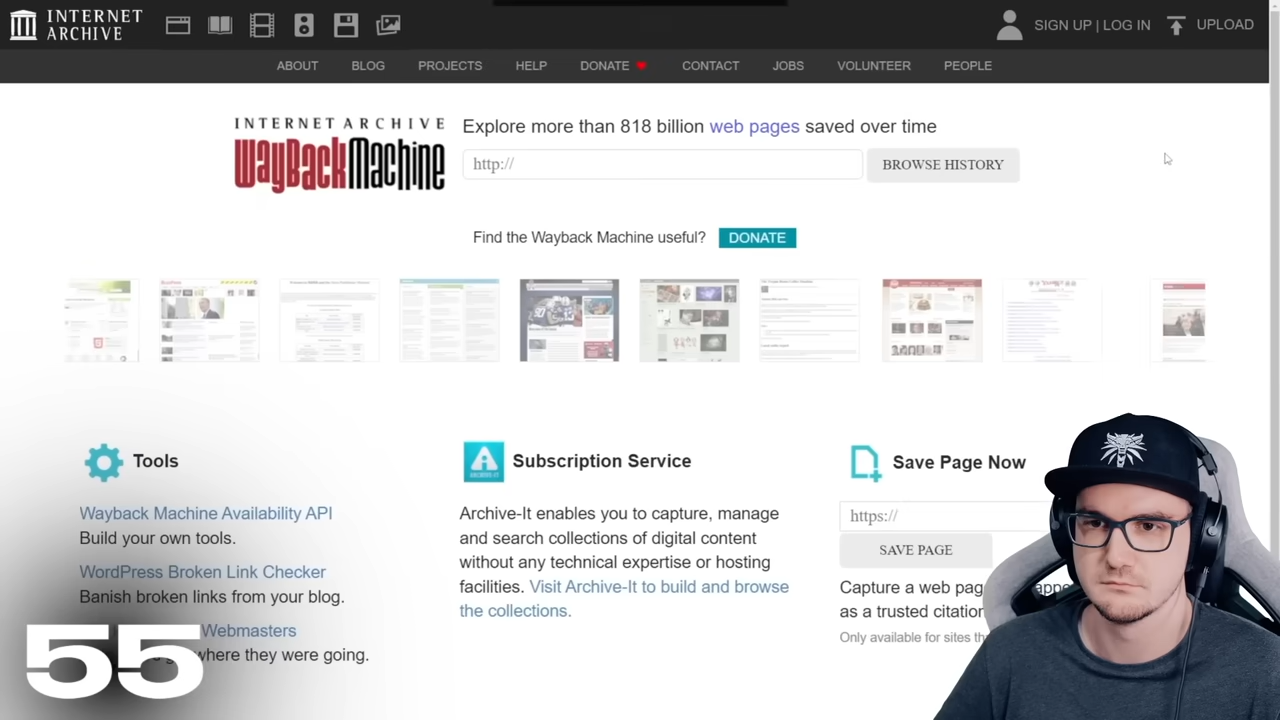 INTERNET ARCHIVE
SIGN UP | LOG IN
UPLOAD
ABOUT
BLOG
PROJECTS
HELP
DONATE
CONTACT
JOBS
VOLUNTEER
PEOPLE
INTERNET ARCHIVE
WayBackMachine
Explore more than 818 billion web pages saved over time
http://
BROWSE HISTORY
Find the Wayback Machine useful?
DONATE
Tools
Wayback Machine Availability API
Build your own tools.
WordPress Broken Link Checker
Banish broken links from your blog.
Webmasters
where they were going.
55
Subscription Service
ARCHIVE-IT
Archive-It enables you to capture, manage
and search collections of digital content
without any technical expertise or hosting
facilities. Visit Archive-It to build and browse
the collections.
Save Page Now
https://
SAVE PAGE
Capture a web
as a trusted
Only available for sites